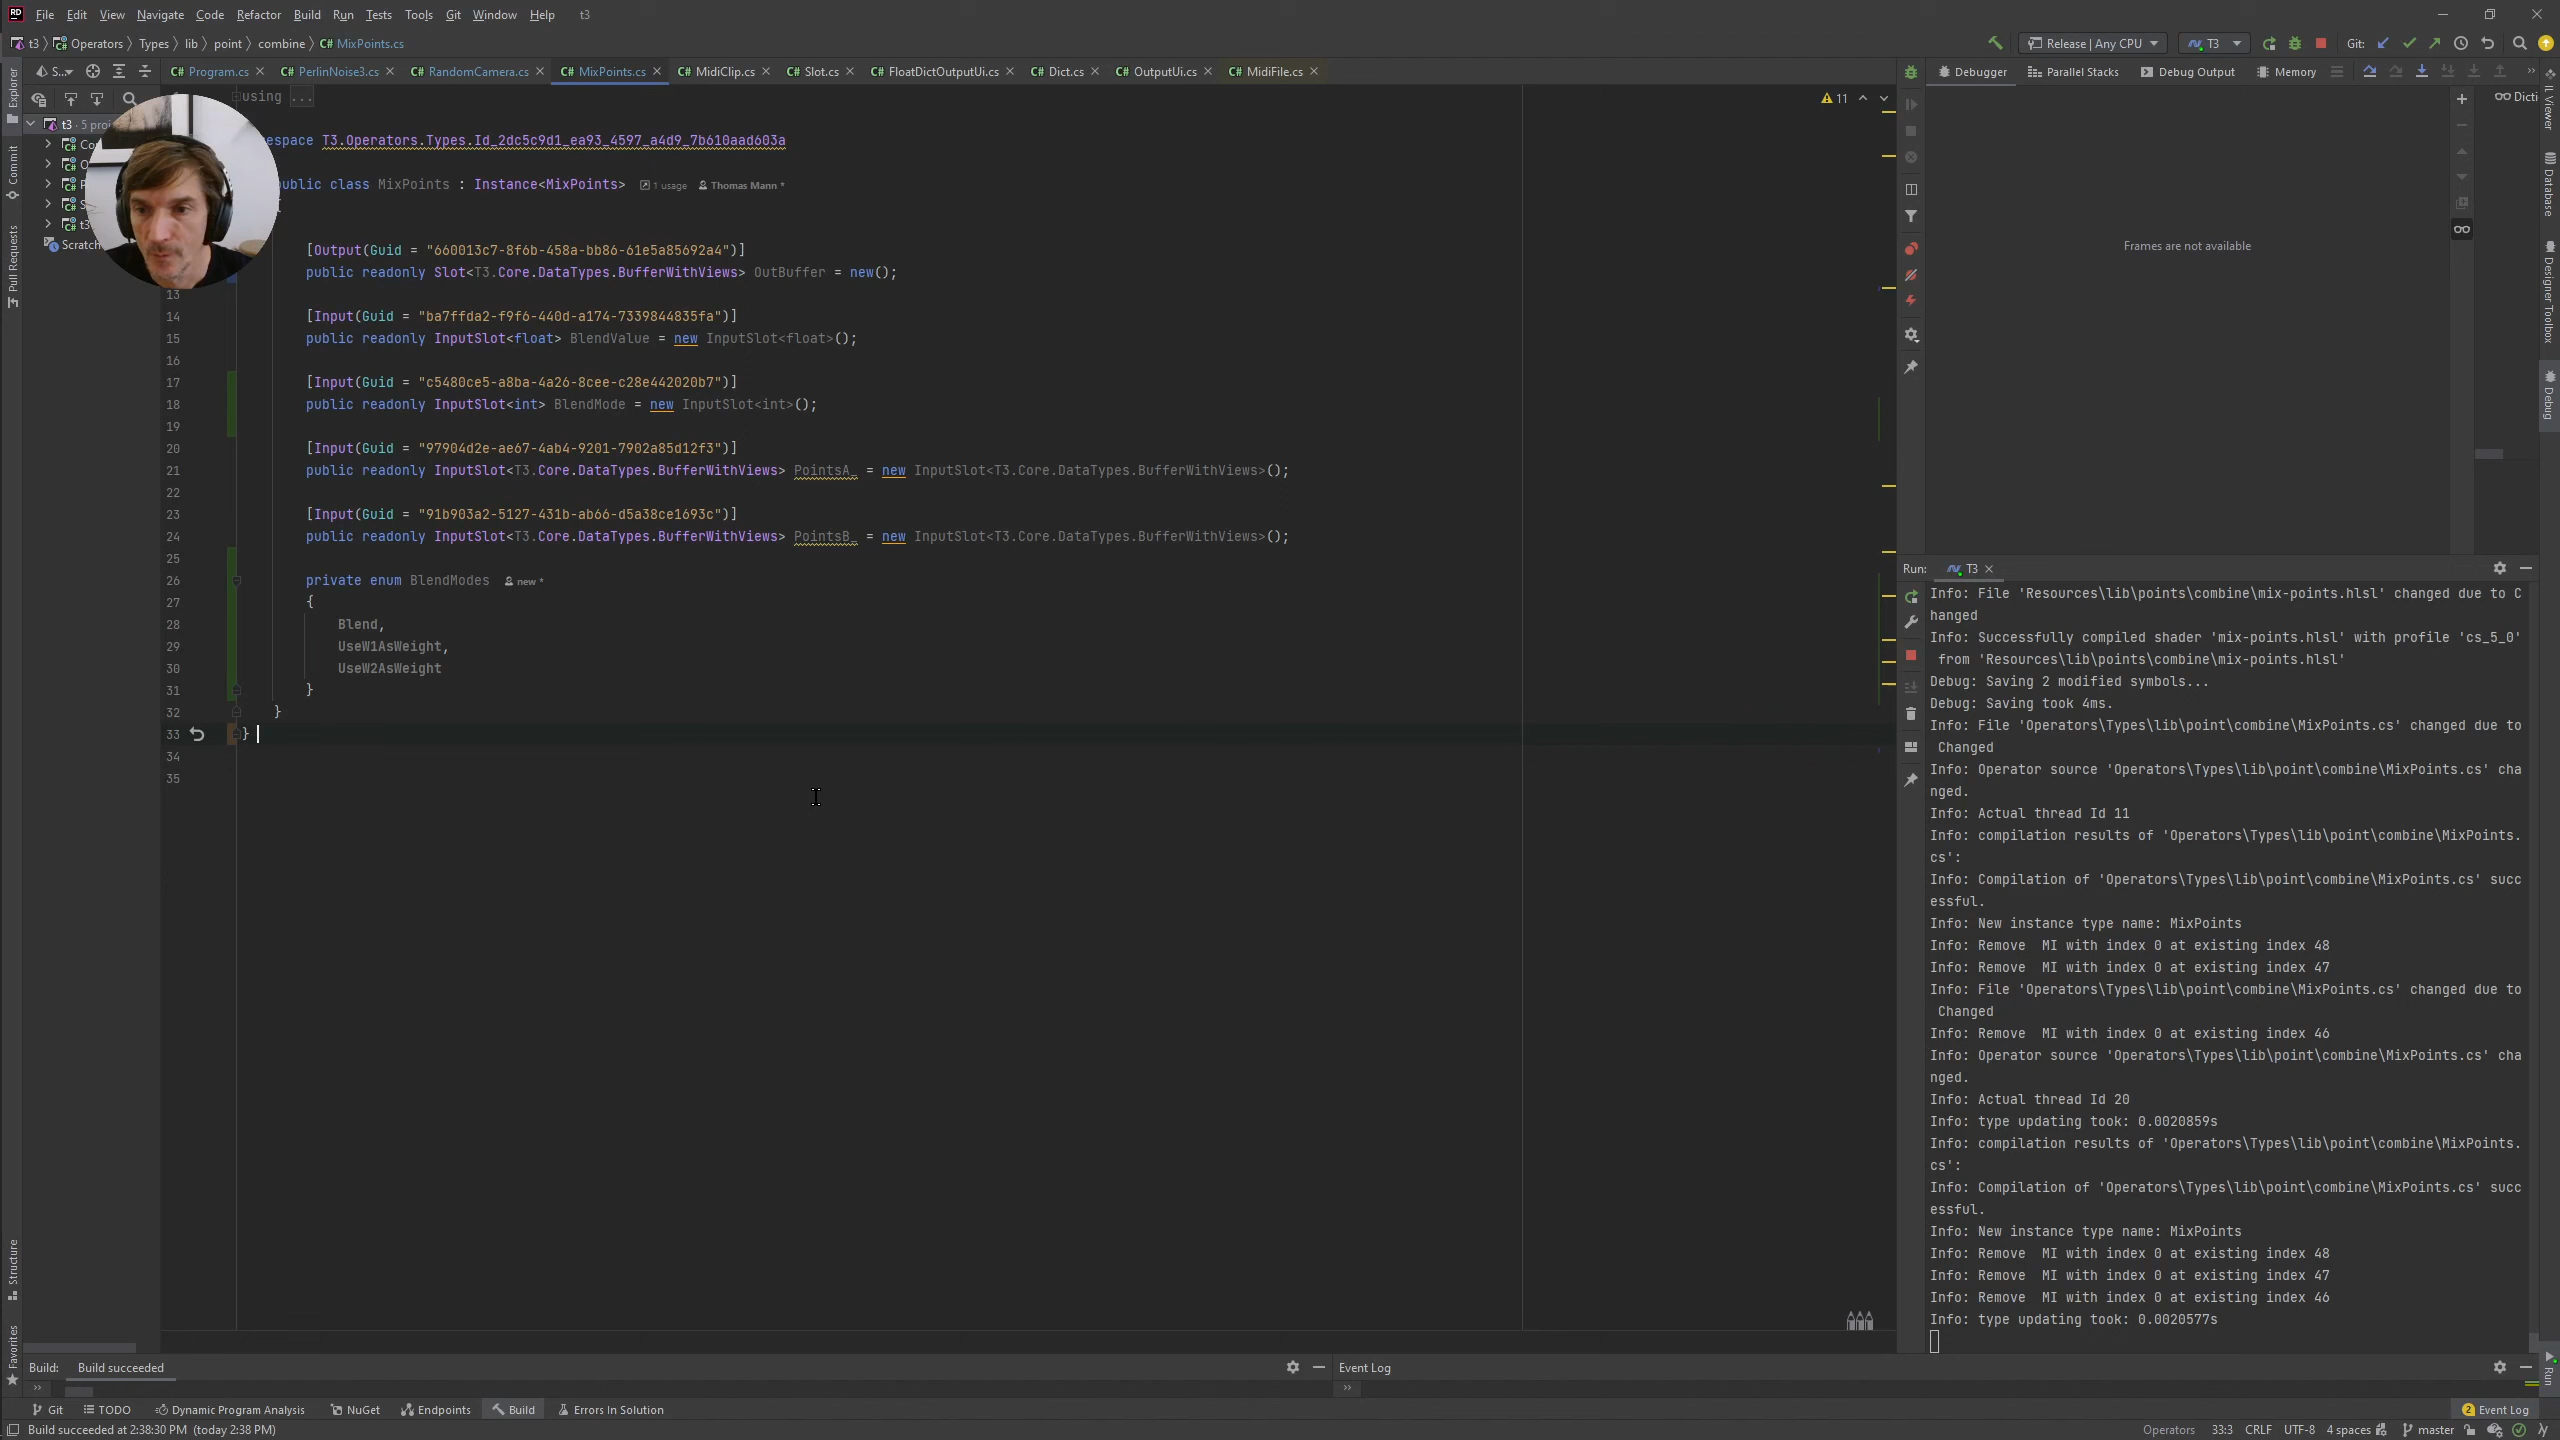 File Edit View Navigate Code Refactor Build Run Tests Tools Git Window Help t3
t3 Operators Types lib point combine MixPoints.cs
Release | Any CPU T3 Git:
S... Program.cs PerlinNoise3.cs RandomCamera.cs MixPoints.cs MidiClip.cs Slot.cs FloatDictOutputUi.cs Dict.cs OutputUi.cs MidiFile.cs
Debugger Parallel Stacks Debug Output Memory
Explorer
Commit
Pull Requests
Structure
Favorites
t3 · 5 proj
Scratch
using ...
11
espace T3.Operators.Types.Id_2dc5c9d1_ea93_4597_a4d9_7b610aad603a
public class MixPoints : Instance<MixPoints> 1 usage Thomas Mann *
[Output(Guid = "660013c7-8f6b-458a-bb86-61e5a85692a4")]
public readonly Slot<T3.Core.DataTypes.BufferWithViews> OutBuffer = new();
13
14 [Input(Guid = "ba7ffda2-f9f6-440d-a174-7339844835fa")]
15 public readonly InputSlot<float> BlendValue = new InputSlot<float>();
16
17 [Input(Guid = "c5480ce5-a8ba-4a26-8cee-c28e442020b7")]
18 public readonly InputSlot<int> BlendMode = new InputSlot<int>();
19
20 [Input(Guid = "97904d2e-ae67-4ab4-9201-7902a85d12f3")]
21 public readonly InputSlot<T3.Core.DataTypes.BufferWithViews> PointsA_ = new InputSlot<T3.Core.DataTypes.BufferWithViews>();
22
23 [Input(Guid = "91b903a2-5127-431b-ab66-d5a38ce1693c")]
24 public readonly InputSlot<T3.Core.DataTypes.BufferWithViews> PointsB_ = new InputSlot<T3.Core.DataTypes.BufferWithViews>();
25
26 private enum BlendModes new *
27 {
28 Blend,
29 UseW1AsWeight,
30 UseW2AsWeight
31 }
32 }
33 }
34
35
Dicti
Frames are not available
IL Viewer
Database
Designer Toolbox
Debug
Run
Run: T3
Info: File 'Resources\lib\points\combine\mix-points.hlsl' changed due to C
hanged
Info: Successfully compiled shader 'mix-points.hlsl' with profile 'cs_5_0'
from 'Resources\lib\points\combine\mix-points.hlsl'
Debug: Saving 2 modified symbols...
Debug: Saving took 4ms.
Info: File 'Operators\Types\lib\point\combine\MixPoints.cs' changed due to
Changed
Info: Operator source 'Operators\Types\lib\point\combine\MixPoints.cs' cha
nged.
Info: Actual thread Id 11
Info: compilation results of 'Operators\Types\lib\point\combine\MixPoints.
cs':
Info: Compilation of 'Operators\Types\lib\point\combine\MixPoints.cs' succ
essful.
Info: New instance type name: MixPoints
Info: Remove  MI with index 0 at existing index 48
Info: Remove  MI with index 0 at existing index 47
Info: File 'Operators\Types\lib\point\combine\MixPoints.cs' changed due to
Changed
Info: Remove  MI with index 0 at existing index 46
Info: Operator source 'Operators\Types\lib\point\combine\MixPoints.cs' cha
nged.
Info: Actual thread Id 20
Info: type updating took: 0.0020859s
Info: compilation results of 'Operators\Types\lib\point\combine\MixPoints.
cs':
Info: Compilation of 'Operators\Types\lib\point\combine\MixPoints.cs' succ
essful.
Info: New instance type name: MixPoints
Info: Remove  MI with index 0 at existing index 48
Info: Remove  MI with index 0 at existing index 47
Info: Remove  MI with index 0 at existing index 46
Info: type updating took: 0.0020577s
Build: Build succeeded Event Log
Git TODO Dynamic Program Analysis NuGet Endpoints Build Errors In Solution 2 Event Log
Build succeeded at 2:38:30 PM (today 2:38 PM) Operators 33:3 CRLF UTF-8 4 spaces master